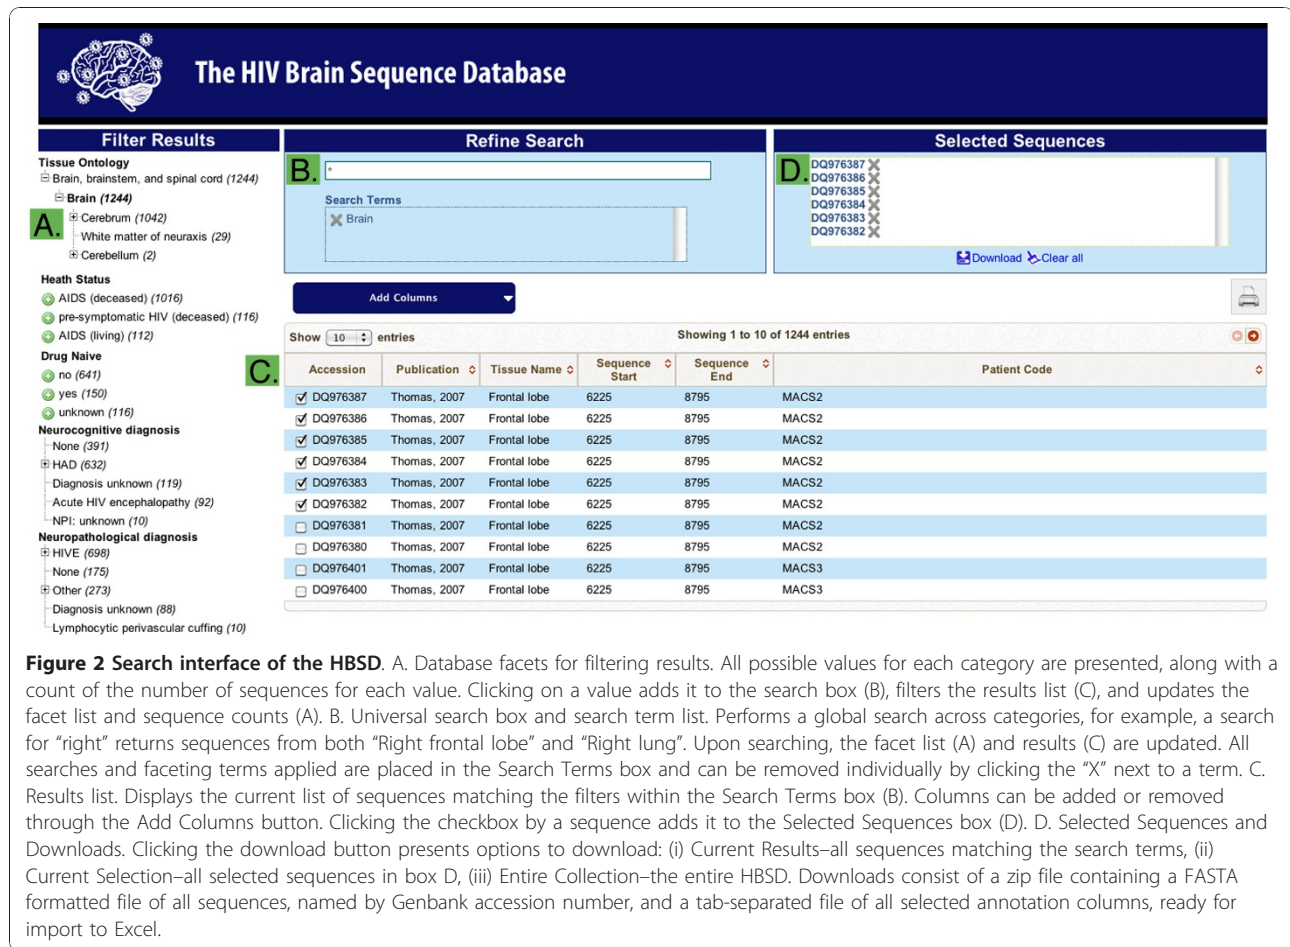 The HIV Brain Sequence Database
Filter Results
Tissue Ontology
Brain, brainstem, and spinal cord (1244)
Brain (1244)
A.
Cerebrum (1042)
White matter of neuraxis (29)
Cerebellum (2)
Heath Status
AIDS (deceased) (1016)
pre-symptomatic HIV (deceased) (116)
AIDS (living) (112)
Drug Naive
no (641)
yes (150)
unknown (116)
Neurocognitive diagnosis
None (391)
HAD (632)
Diagnosis unknown (119)
Acute HIV encephalopathy (92)
NPI: unknown (10)
Neuropathological diagnosis
HIVE (698)
None (175)
Other (273)
Diagnosis unknown (88)
Lymphocytic perivascular cuffing (10)
Refine Search
B.
*
Search Terms
Brain
Selected Sequences
D.
DQ976387
DQ976386
DQ976385
DQ976384
DQ976383
DQ976382
Download Clear all
Add Columns
Show 10 entries Showing 1 to 10 of 1244 entries
C.
Accession Publication Tissue Name Sequence Start Sequence End Patient Code
DQ976387 Thomas, 2007 Frontal lobe 6225 8795 MACS2
DQ976386 Thomas, 2007 Frontal lobe 6225 8795 MACS2
DQ976385 Thomas, 2007 Frontal lobe 6225 8795 MACS2
DQ976384 Thomas, 2007 Frontal lobe 6225 8795 MACS2
DQ976383 Thomas, 2007 Frontal lobe 6225 8795 MACS2
DQ976382 Thomas, 2007 Frontal lobe 6225 8795 MACS2
DQ976381 Thomas, 2007 Frontal lobe 6225 8795 MACS2
DQ976380 Thomas, 2007 Frontal lobe 6225 8795 MACS2
DQ976401 Thomas, 2007 Frontal lobe 6225 8795 MACS3
DQ976400 Thomas, 2007 Frontal lobe 6225 8795 MACS3
Figure 2 Search interface of the HBSD. A. Database facets for filtering results. All possible values for each category are presented, along with a
count of the number of sequences for each value. Clicking on a value adds it to the search box (B), filters the results list (C), and updates the
facet list and sequence counts (A). B. Universal search box and search term list. Performs a global search across categories, for example, a search
for “right” returns sequences from both “Right frontal lobe” and “Right lung”. Upon searching, the facet list (A) and results (C) are updated. All
searches and faceting terms applied are placed in the Search Terms box and can be removed individually by clicking the “X” next to a term. C.
Results list. Displays the current list of sequences matching the filters within the Search Terms box (B). Columns can be added or removed
through the Add Columns button. Clicking the checkbox by a sequence adds it to the Selected Sequences box (D). D. Selected Sequences and
Downloads. Clicking the download button presents options to download: (i) Current Results–all sequences matching the search terms, (ii)
Current Selection–all selected sequences in box D, (iii) Entire Collection–the entire HBSD. Downloads consist of a zip file containing a FASTA
formatted file of all sequences, named by Genbank accession number, and a tab-separated file of all selected annotation columns, ready for
import to Excel.